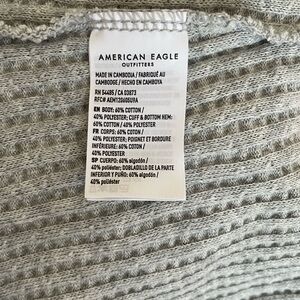 AMERICAN EAGLE
OUTFITTERS
MADE IN CAMBODIA / FABRIQUÉ AU
CAMBODGE / HECHO EN CAMBOYA
RN 54485 / CA 03873
RFC# AEM1206050U9A
EN BODY: 60% COTTON /
40% POLYESTER; CUFF & BOTTOM HEM:
60% COTTON / 40% POLYESTER
FR CORPS: 60% COTON /
40% POLYESTER; POIGNET ET BORDURE
INFÉRIEURE: 60% COTON /
40% POLYESTER
SP CUERPO: 60% algodón /
40% poliéster; DOBLADILLO DE LA PARTE
INFERIOR Y PUÑO: 60% algodón /
40% poliéster